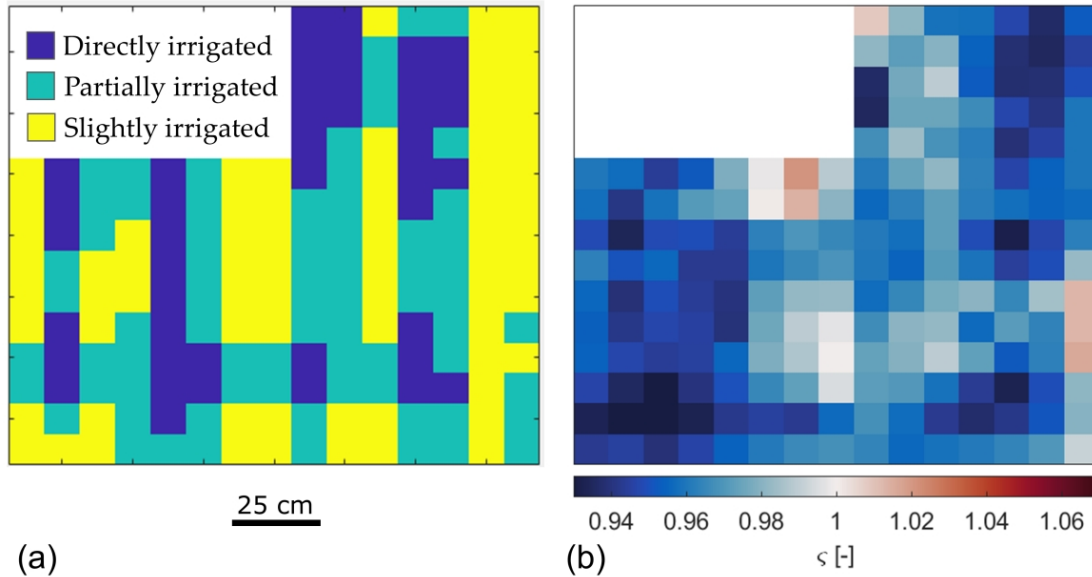 Directly irrigated
Partially irrigated
Slightly irrigated
25 cm
0.94 0.96 0.98 1 1.02 1.04 1.06
(a)
(b)
ς [-]